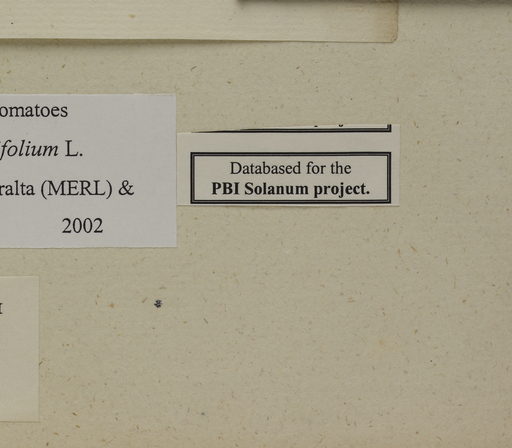 omatoes
folium L.
ralta (MERL) &
2002
Databased for the
PBI Solanum project.